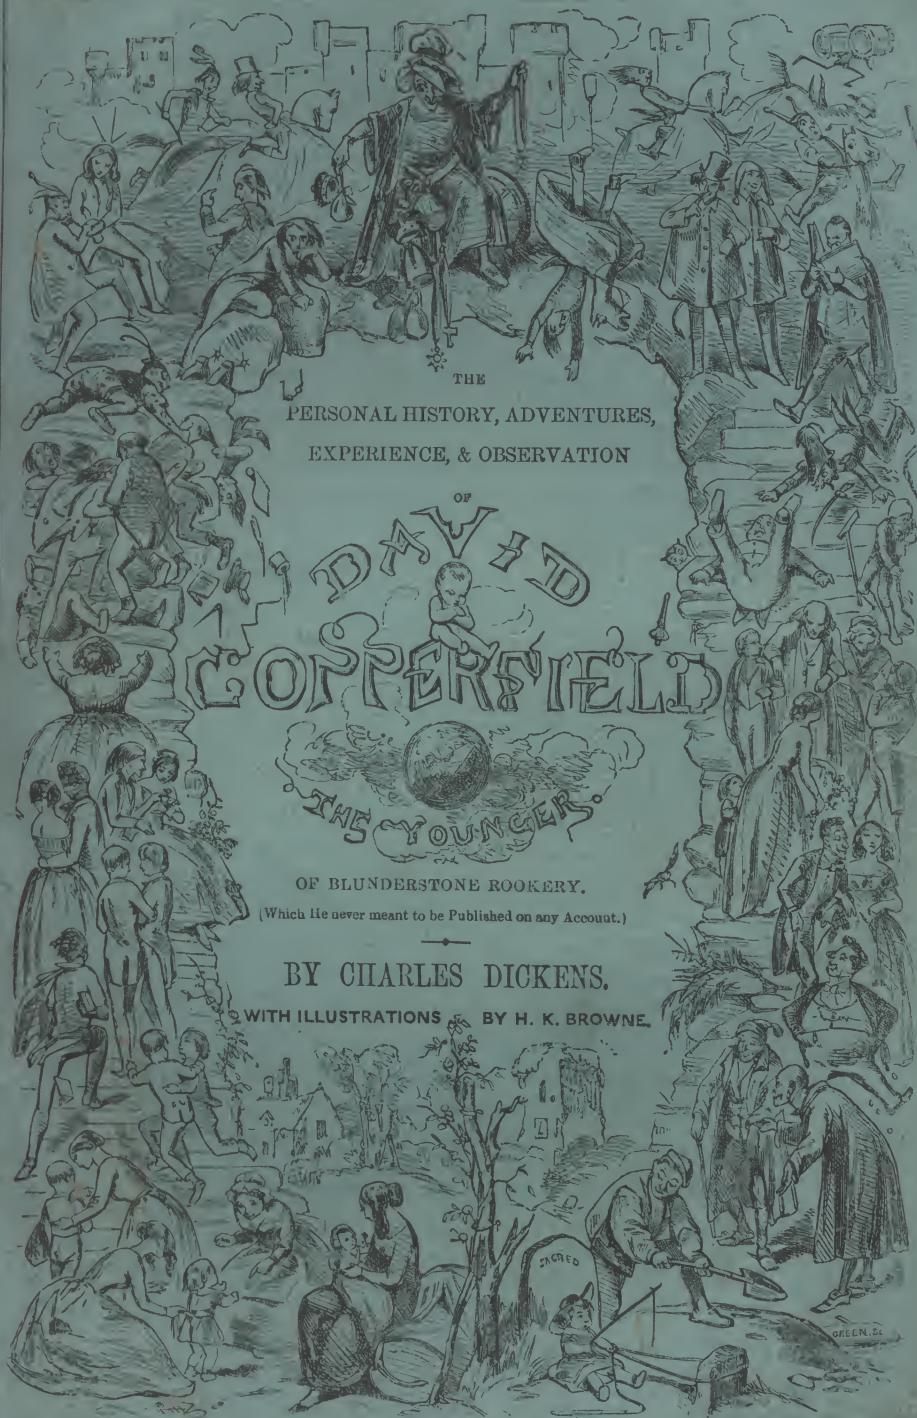 THE
PERSONAL HISTORY, ADVENTURES,
EXPERIENCE, & OBSERVATION
OF
DAVID
COPPERFIELD
THE YOUNGER.
OF BLUNDERSTONE ROOKERY.
(Which He never meant to be Published on any Account.)
BY CHARLES DICKENS.
WITH ILLUSTRATIONS BY H. K. BROWNE.
SACRED
GREEN. Sc